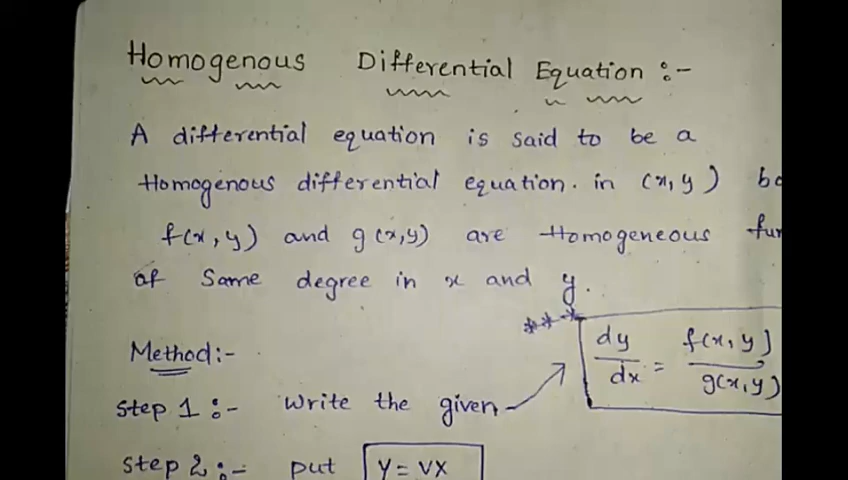 Homogenous Differential Equation :-
A differential equation is said to be a
Homogenous differential equation. in (x, y)
f(x, y) and g(x,y) are Homogeneous
of same degree in x and y.
***
dy/dx = f(x, y)/g(x,y)
Method:-
Step 1 :- Write the given
Step 2 :- put y = vx